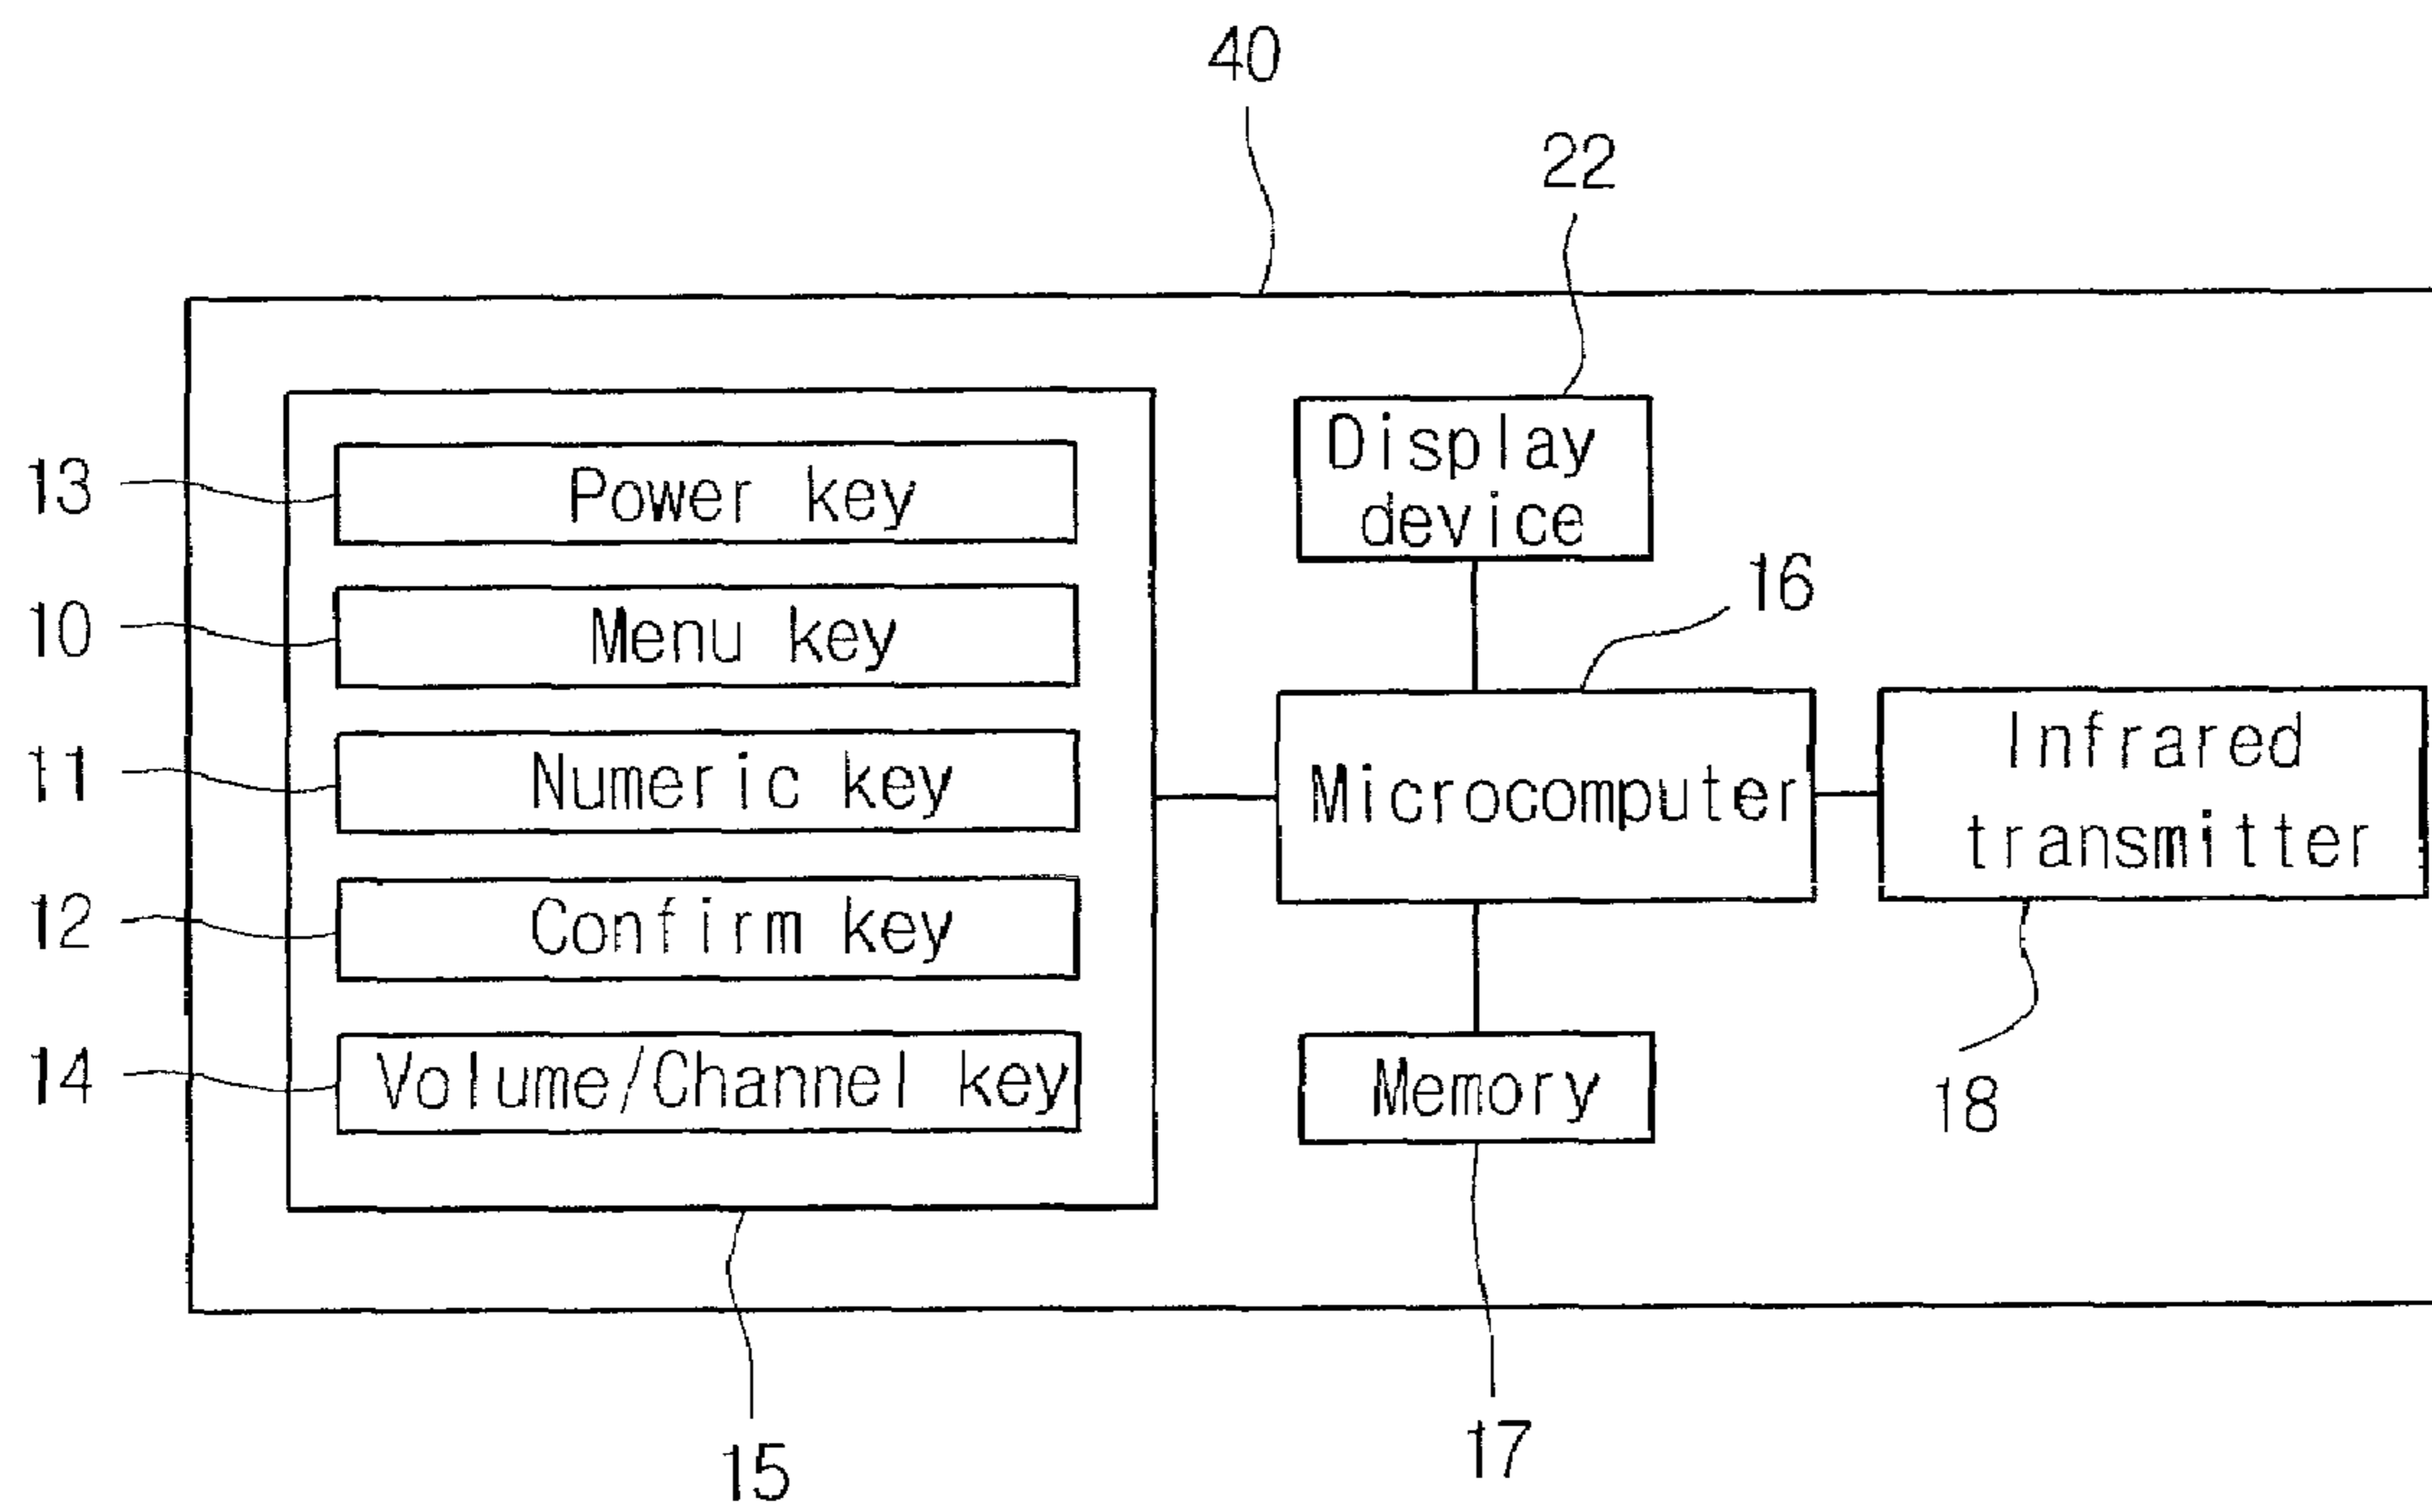 40
22
13
Power key
Display
device
16
10
Menu key
11
Numeric key
Microcomputer
Infrared
transmitter
12
Confirm key
14
Volume/Channel key
Memory
18
15
17